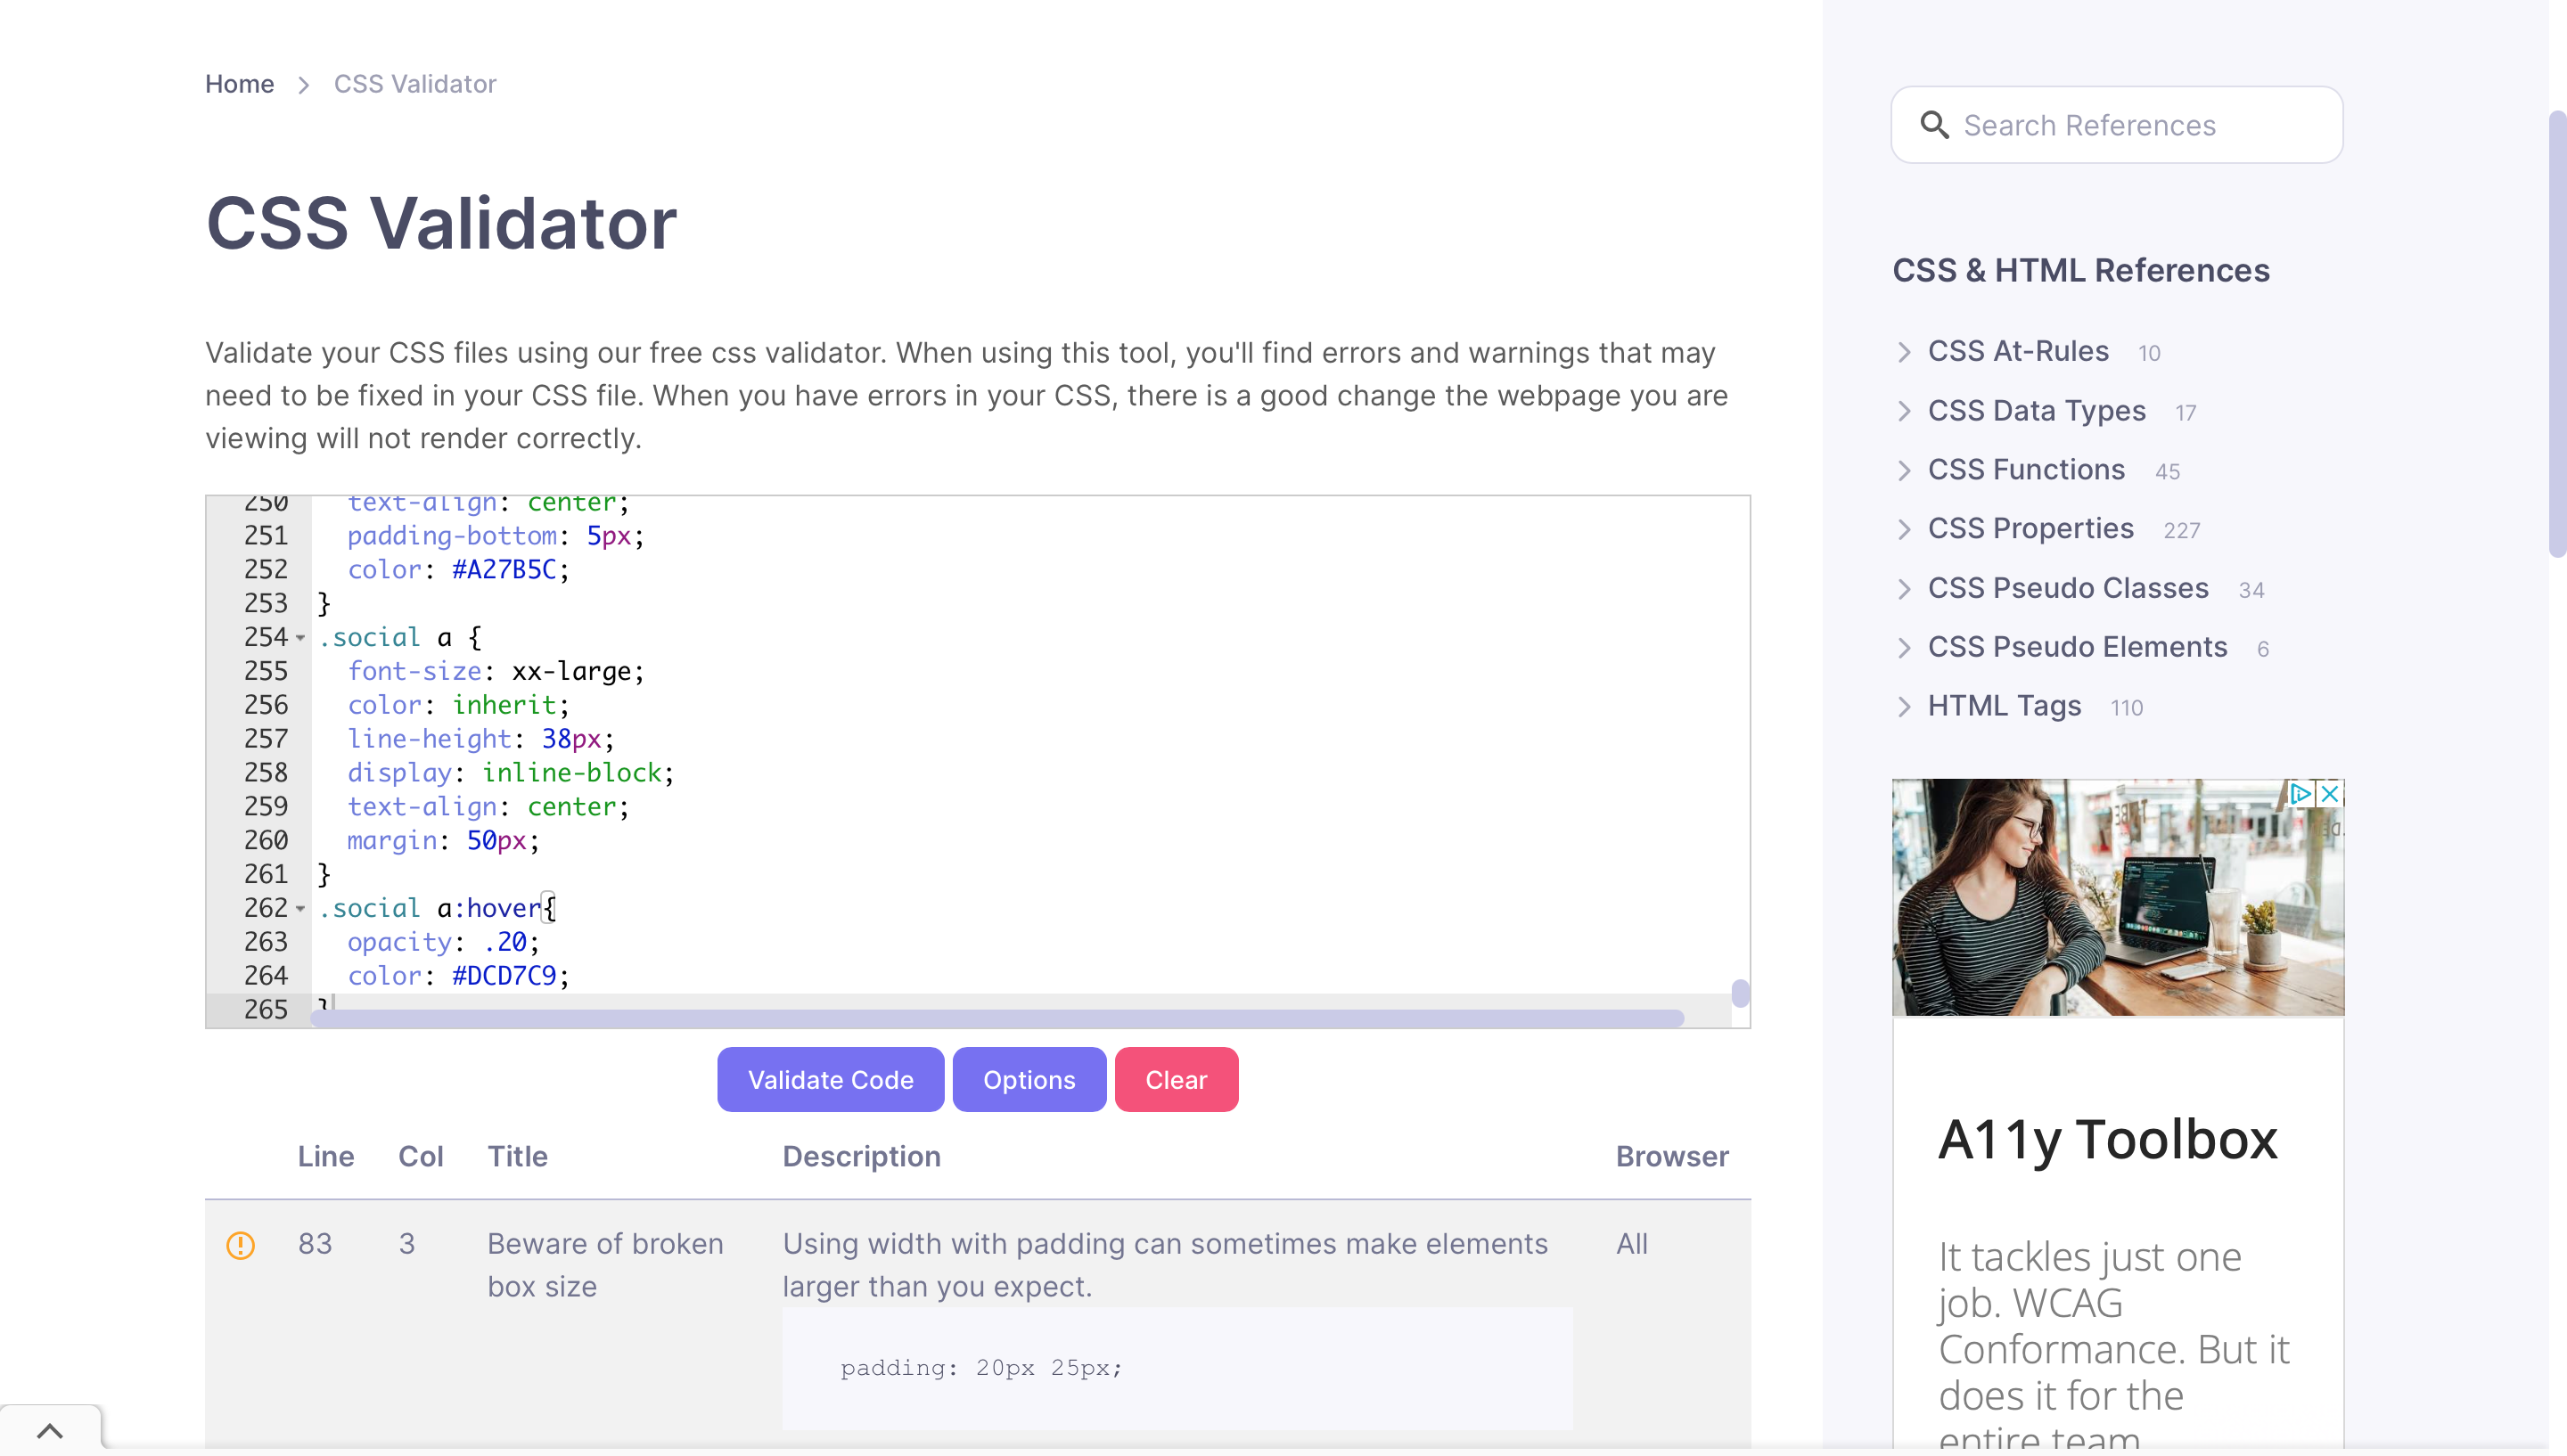 Home > CSS Validator
CSS Validator
Validate your CSS files using our free css validator. When using this tool, you'll find errors and warnings that may
need to be fixed in your CSS file. When you have errors in your CSS, there is a good change the webpage you are
viewing will not render correctly.
250 text-align: center;
251 padding-bottom: 5px;
252 color: #A27B5C;
253 }
254 .social a {
255 font-size: xx-large;
256 color: inherit;
257 line-height: 38px;
258 display: inline-block;
259 text-align: center;
260 margin: 50px;
261 }
262 .social a:hover{
263 opacity: .20;
264 color: #DCD7C9;
265 }
Validate Code Options Clear
Line Col Title Description Browser
83 3 Beware of broken Using width with padding can sometimes make elements All
box size larger than you expect.
padding: 20px 25px;
Search References
CSS & HTML References
CSS At-Rules 10
CSS Data Types 17
CSS Functions 45
CSS Properties 227
CSS Pseudo Classes 34
CSS Pseudo Elements 6
HTML Tags 110
A11y Toolbox
It tackles just one
job. WCAG
Conformance. But it
does it for the
entire team